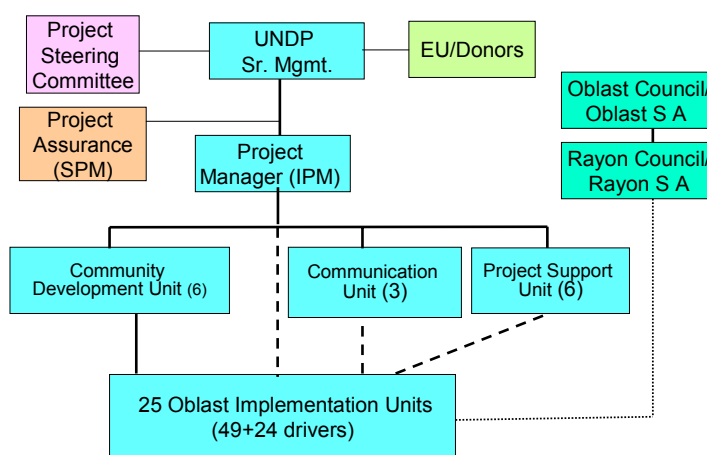 Project
Steering
Committee
UNDP
Sr. Mgmt.
EU/Donors
Oblast Council/
Oblast S A
Project
Assurance
(SPM)
Project
Manager (IPM)
Rayon Council/
Rayon S A
Community
Development Unit (6)
Communication
Unit (3)
Project Support
Unit (6)
25 Oblast Implementation Units
(49+24 drivers)